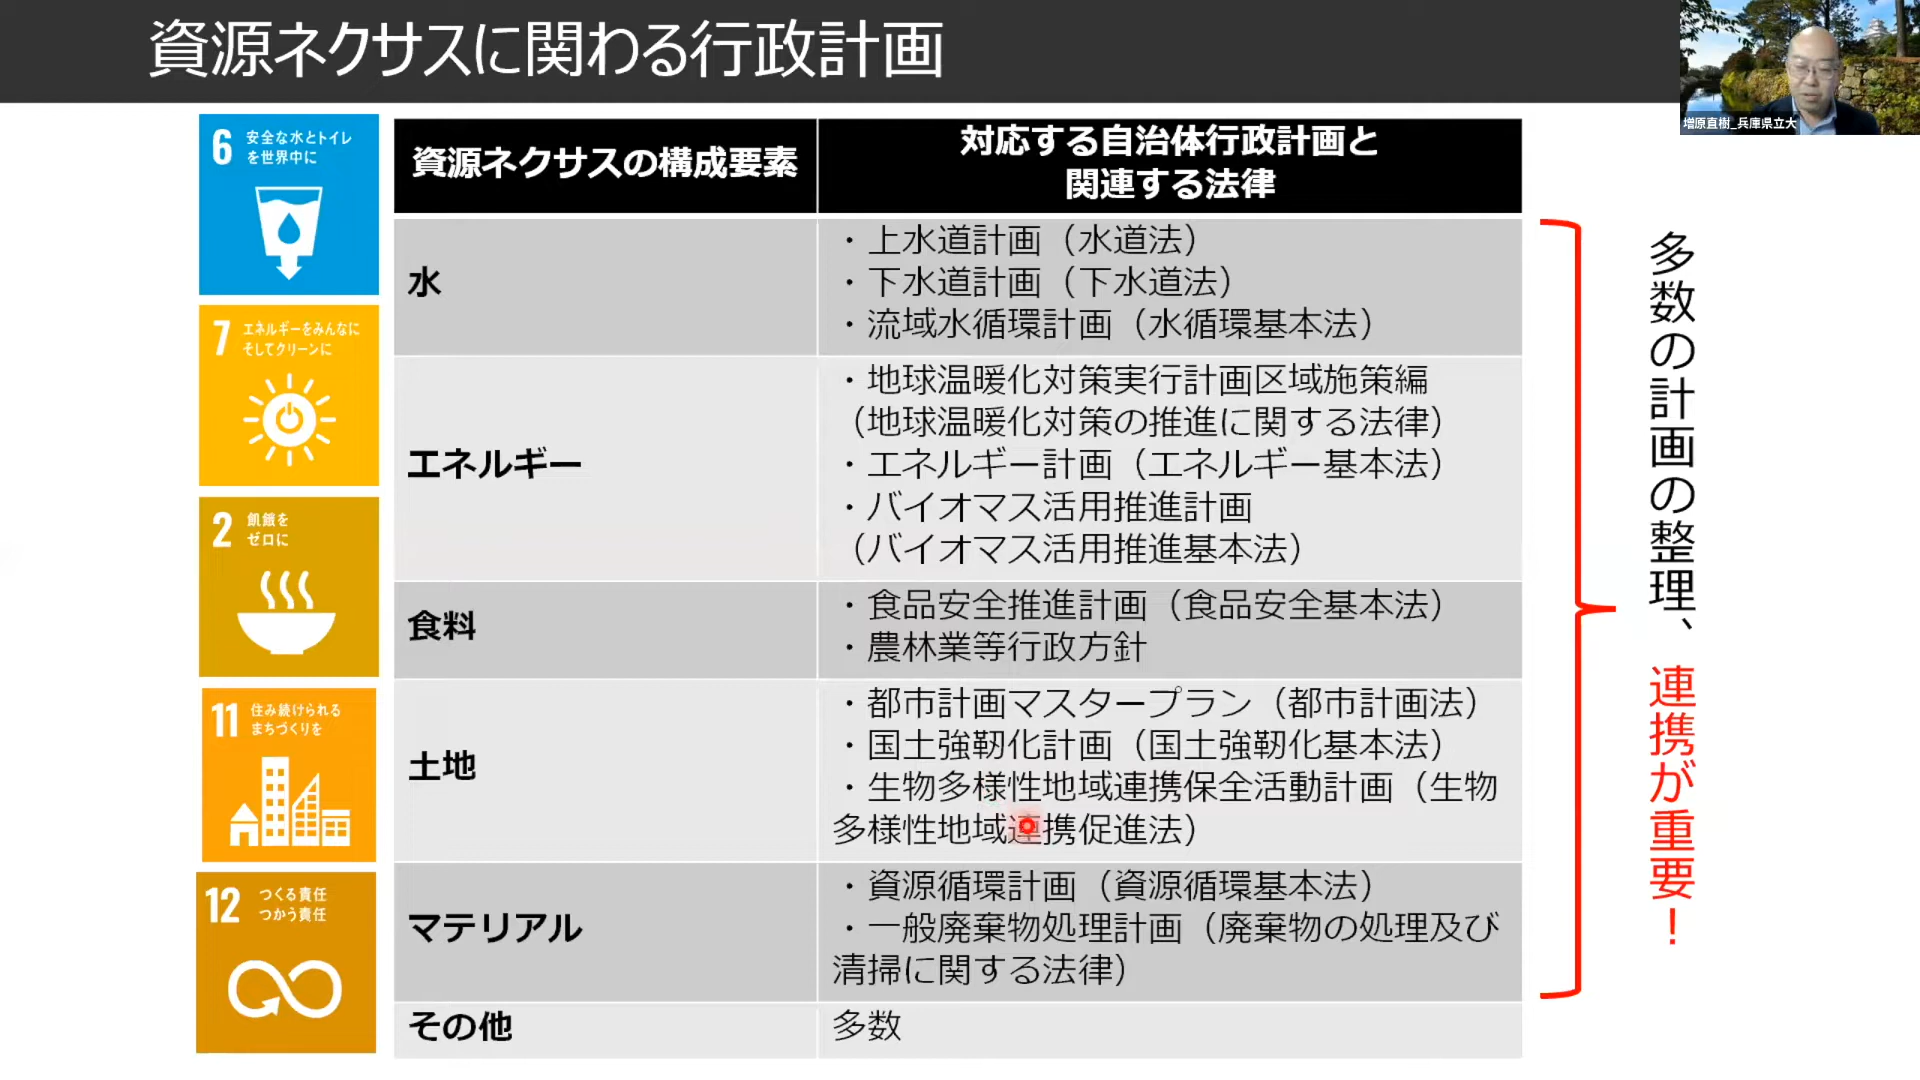 資源ネクサスに関わる行政計画
増原直樹_兵庫県立大
6 安全な水とトイレ
を世界中に
7 エネルギーをみんなに
そしてクリーンに
2 飢餓を
ゼロに
11 住み続けられる
まちづくりを
12 つくる責任
つかう責任
資源ネクサスの構成要素
対応する自治体行政計画と
関連する法律
水
・上水道計画（水道法）
・下水道計画（下水道法）
・流域水循環計画（水循環基本法）
エネルギー
・地球温暖化対策実行計画区域施策編
（地球温暖化対策の推進に関する法律）
・エネルギー計画（エネルギー基本法）
・バイオマス活用推進計画
（バイオマス活用推進基本法）
食料
・食品安全推進計画（食品安全基本法）
・農林業等行政方針
土地
・都市計画マスタープラン（都市計画法）
・国土強靭化計画（国土強靭化基本法）
・生物多様性地域連携保全活動計画（生物
多様性地域連携促進法）
マテリアル
・資源循環計画（資源循環基本法）
・一般廃棄物処理計画（廃棄物の処理及び
清掃に関する法律）
その他
多数
多数の計画の整理、連携が重要！